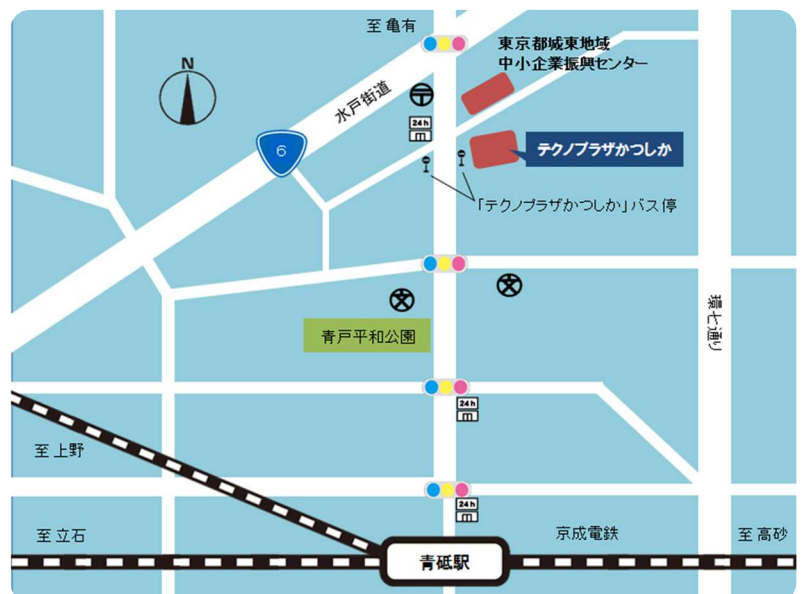 至 亀有
東京都城東地域
中小企業振興センター
N
水戸街道
24h
6
テクノプラザかつしか
「テクノプラザかつしか」バス停
環七通り
青戸平和公園
24h
至 上野
24h
至 立石
京成電鉄
至 高砂
青砥駅